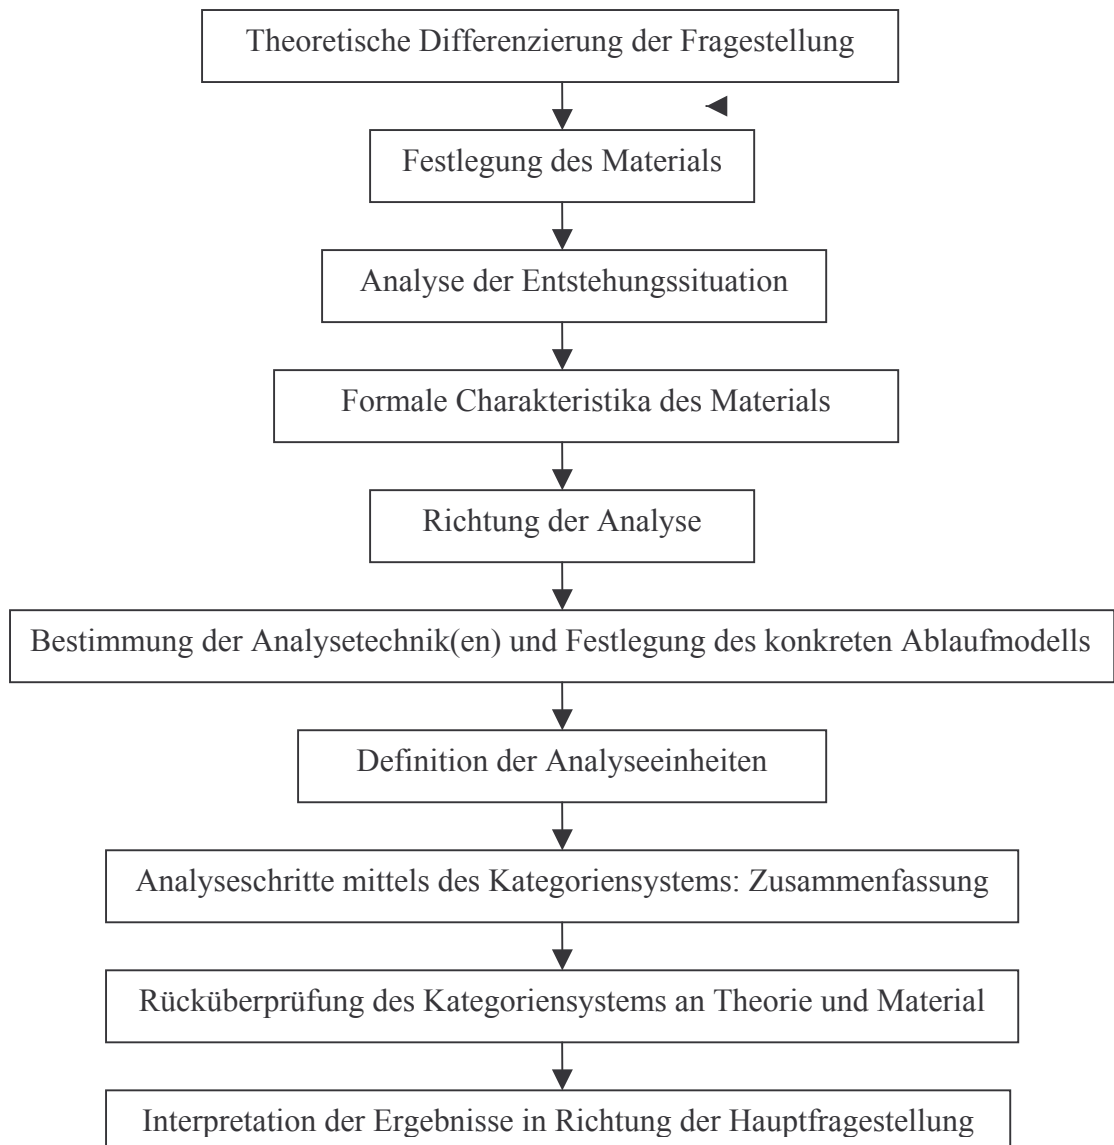 Theoretische Differenzierung der Fragestellung
Festlegung des Materials
Analyse der Entstehungssituation
Formale Charakteristika des Materials
Richtung der Analyse
Bestimmung der Analysetechnik(en) und Festlegung des konkreten Ablaufmodells
Definition der Analyseeinheiten
Analyseschritte mittels des Kategoriensystems: Zusammenfassung
Rücküberprüfung des Kategoriensystems an Theorie und Material
Interpretation der Ergebnisse in Richtung der Hauptfragestellung